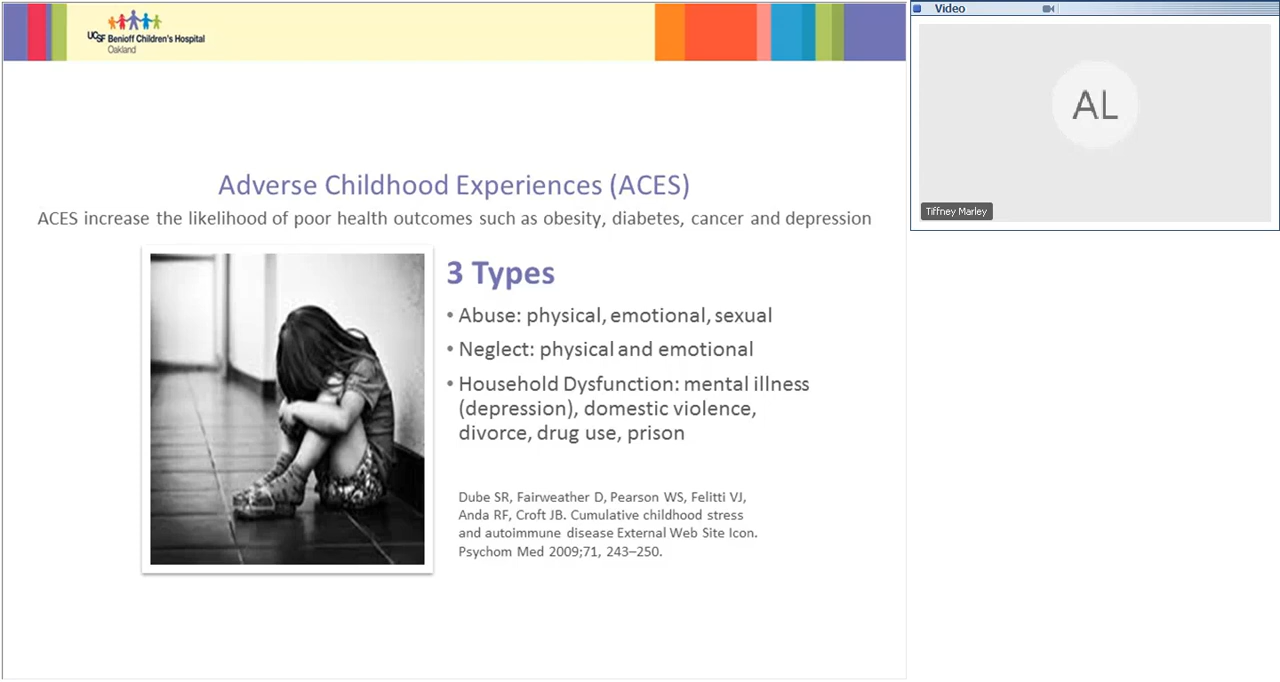 UCSF Benioff Children's Hospital
Oakland
Adverse Childhood Experiences (ACES)
ACES increase the likelihood of poor health outcomes such as obesity, diabetes, cancer and depression
3 Types
• Abuse: physical, emotional, sexual
• Neglect: physical and emotional
• Household Dysfunction: mental illness
(depression), domestic violence,
divorce, drug use, prison
Dube SR, Fairweather D, Pearson WS, Felitti VJ,
Anda RF, Croft JB. Cumulative childhood stress
and autoimmune disease External Web Site Icon.
Psychom Med 2009;71, 243–250.
Video
AL
Tiffney Marley